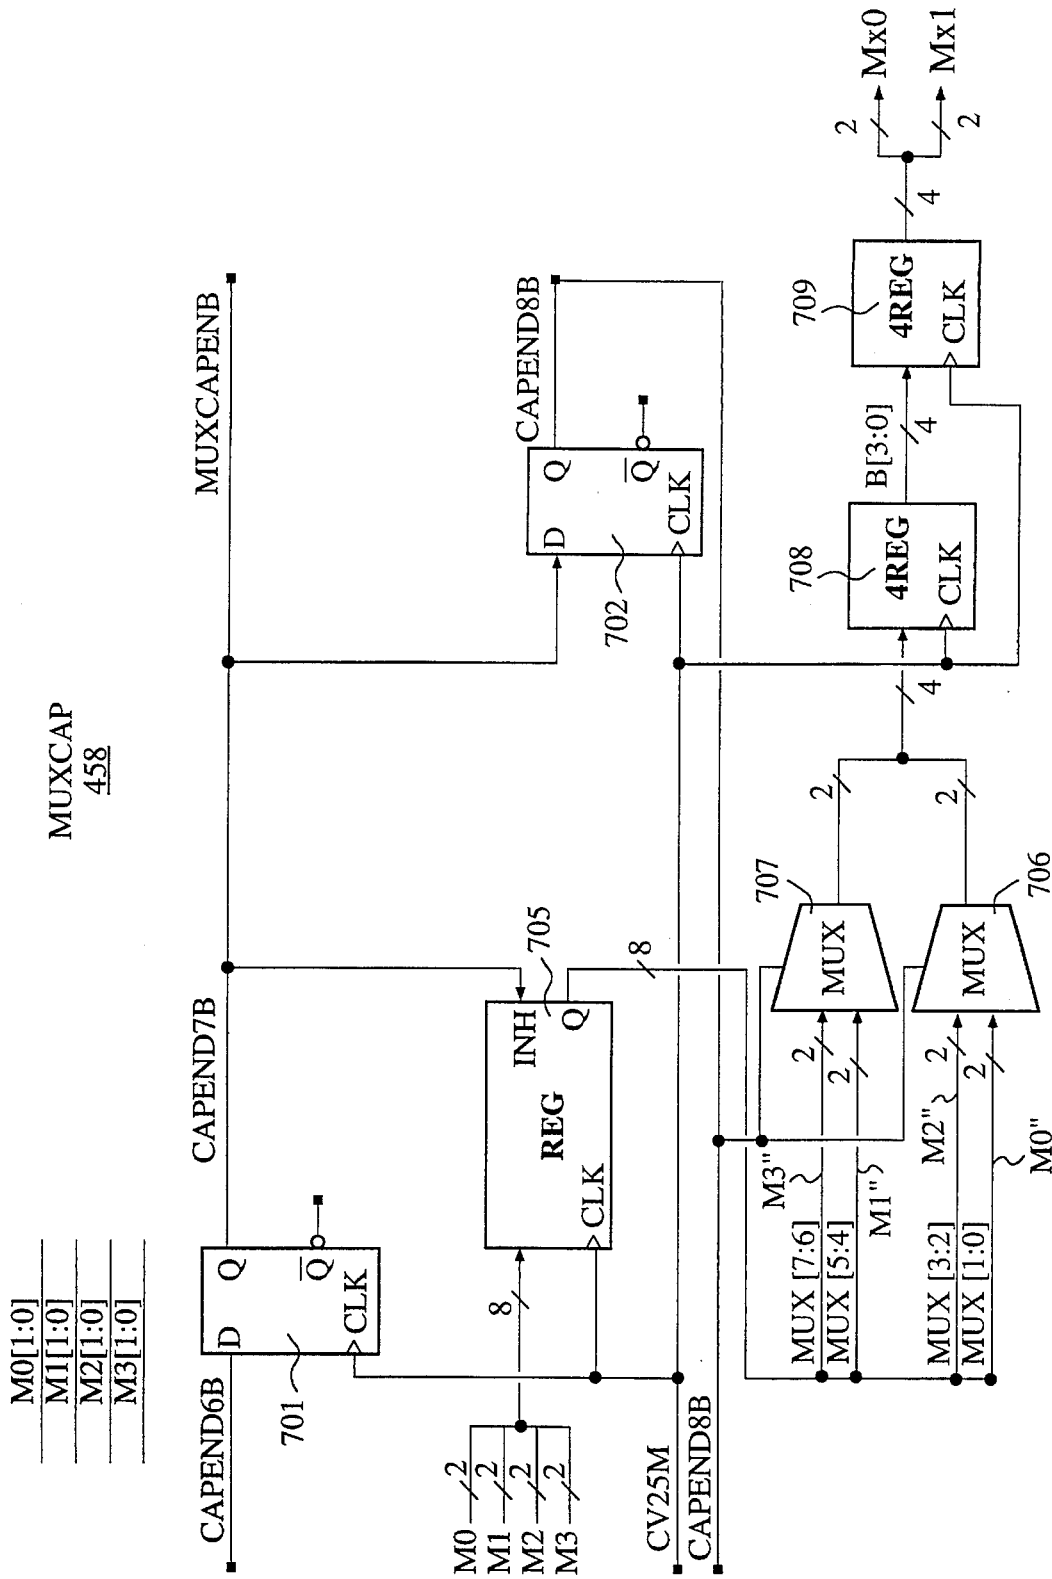 MUXCAP
458
M0[1:0]
M1[1:0]
M2[1:0]
M3[1:0]
CAPEND6B
D
Q
Q
CLK
701
CAPEND7B
MUXCAPENB
M0
M1
M2
M3
2
2
2
2
8
REG
INH
Q
CLK
705
8
D
Q
Q
CLK
702
CAPEND8B
CV25M
CAPEND8B
MUX [7:6]
MUX [5:4]
MUX [3:2]
MUX [1:0]
M3"
M1"
M2"
M0"
2
2
2
2
MUX
707
MUX
706
2
2
4
4REG
CLK
708
B[3:0]
4
4REG
CLK
709
4
2
2
Mx0
Mx1